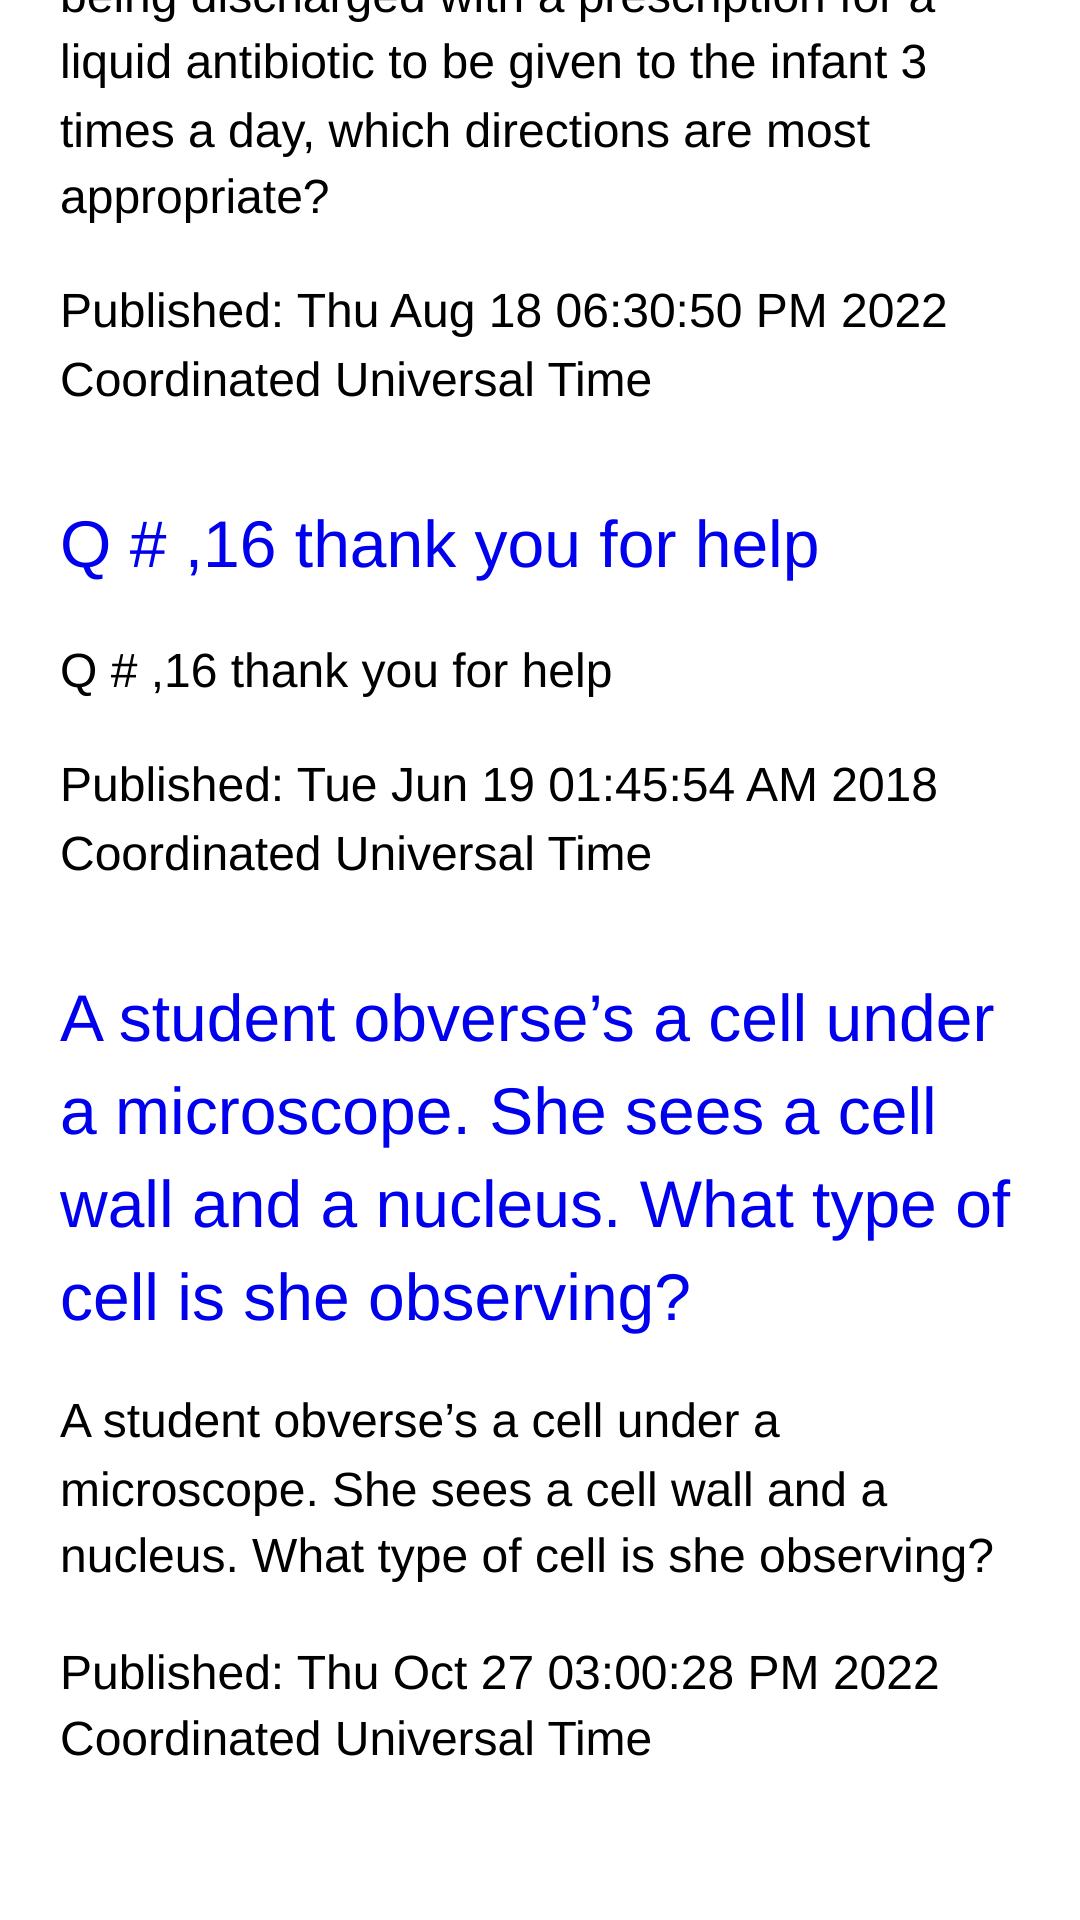 being discharged with a prescription for a
liquid antibiotic to be given to the infant 3
times a day, which directions are most
appropriate?
Published: Thu Aug 18 06:30:50 PM 2022
Coordinated Universal Time
Q # ,16 thank you for help
Q # ,16 thank you for help
Published: Tue Jun 19 01:45:54 AM 2018
Coordinated Universal Time
A student obverse’s a cell under
a microscope. She sees a cell
wall and a nucleus. What type of
cell is she observing?
A student obverse’s a cell under a
microscope. She sees a cell wall and a
nucleus. What type of cell is she observing?
Published: Thu Oct 27 03:00:28 PM 2022
Coordinated Universal Time